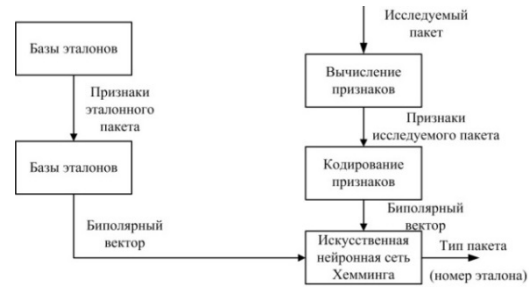 Базы эталонов
Признаки
эталонного
пакета
Базы эталонов
Биполярный
вектор
Исследуемый
пакет
Вычисление
признаков
Признаки
исследуемого пакета
Кодирование
признаков
Биполярный
вектор
Искусственная
нейронная сеть
Хемминга
Тип пакета
(номер эталона)